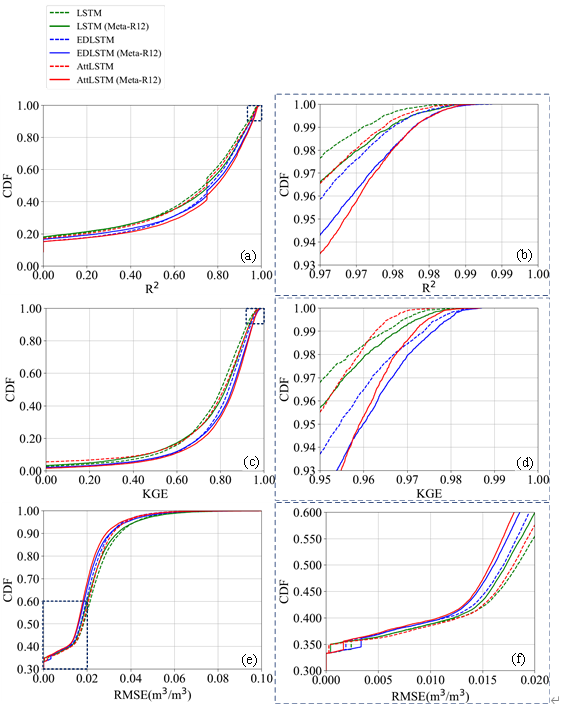 LSTM
LSTM (Meta-R12)
EDLSTM
EDLSTM (Meta-R12)
AttLSTM
AttLSTM (Meta-R12)
CDF
1.00
0.80
0.60
0.40
0.20
0.00
0.00 0.20 0.40 0.60 0.80 1.00
R²
(a)
CDF
1.00
0.99
0.98
0.96
0.95
0.94
0.93
0.97 0.97 0.98 0.98 0.99 0.99 1.00
R²
(b)
CDF
1.00
0.80
0.60
0.40
0.20
0.00
0.00 0.20 0.40 0.60 0.80 1.00
KGE
(c)
CDF
1.00
0.99
0.98
0.96
0.95
0.94
0.93
0.95 0.96 0.97 0.98 0.99 1.00
KGE
(d)
CDF
1.00
0.90
0.80
0.70
0.60
0.50
0.40
0.30
0.00 0.02 0.04 0.06 0.08 0.10
RMSE(m³/m³)
(e)
CDF
0.600
0.500
0.450
0.400
0.350
0.300
0.000 0.005 0.010 0.015 0.020
RMSE(m³/m³)
(f)